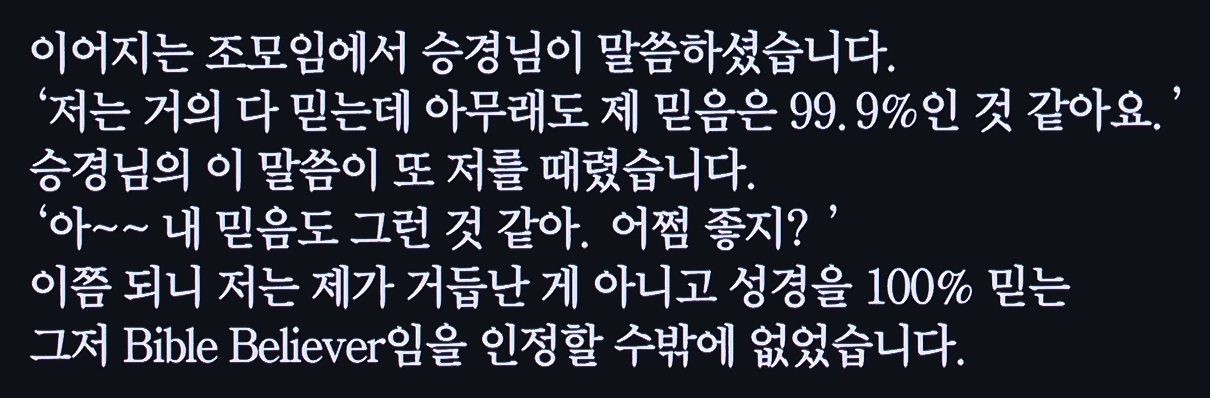 이어지는 조모임에서 승경님이 말씀하셨습니다.
‘저는 거의 다 믿는데 아무래도 제 믿음은 99.9%인 것 같아요.’
승경님의 이 말씀이 또 저를 때렸습니다.
‘아~~ 내 믿음도 그런 것 같아. 어쩜 좋지? ’
이쯤 되니 저는 제가 거듭난 게 아니고 성경을 100% 믿는
그저 Bible Believer임을 인정할 수밖에 없었습니다.